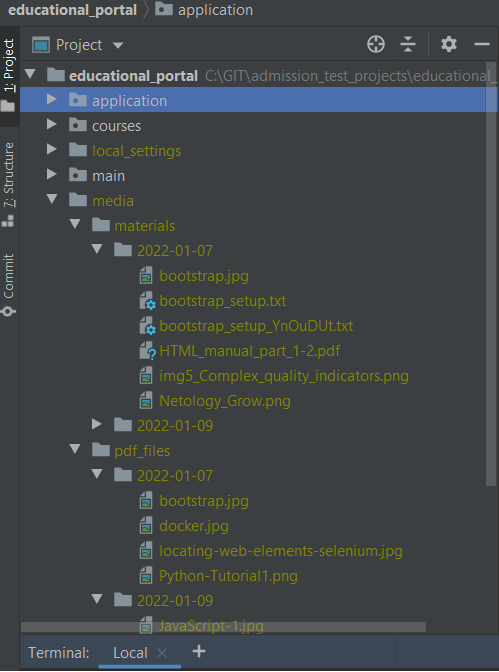 educational_portal application
Project
1: Project
educational_portal C:\GIT\admission_test_projects\educational_
application
courses
local_settings
main
media
materials
7: Structure
2022-01-07
bootstrap.jpg
Commit
bootstrap_setup.txt
bootstrap_setup_YnOuDUt.txt
HTML_manual_part_1-2.pdf
img5_Complex_quality_indicators.png
Netology_Grow.png
2022-01-09
pdf_files
2022-01-07
bootstrap.jpg
docker.jpg
locating-web-elements-selenium.jpg
Python-Tutorial1.png
2022-01-09
JavaScript-1.jpg
Terminal: Local × +